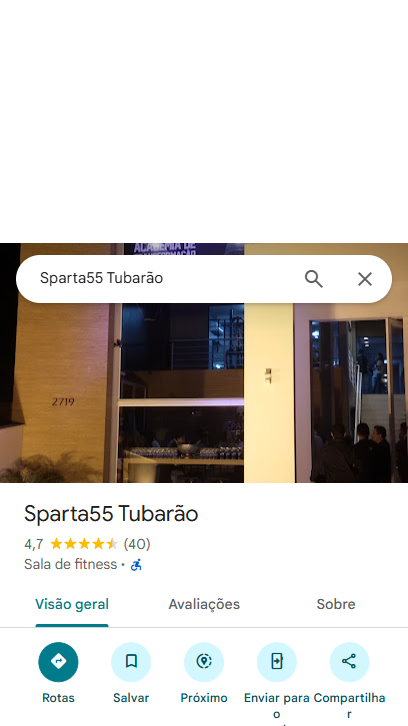 ACADEMIA DE
TRANSFORMAÇÃO
Sparta55 Tubarão
2719
Sparta55 Tubarão
4,7 (40)
Sala de fitness ·
Visão geral Avaliações Sobre
Rotas Salvar Próximo Enviar para Compartilha
o r